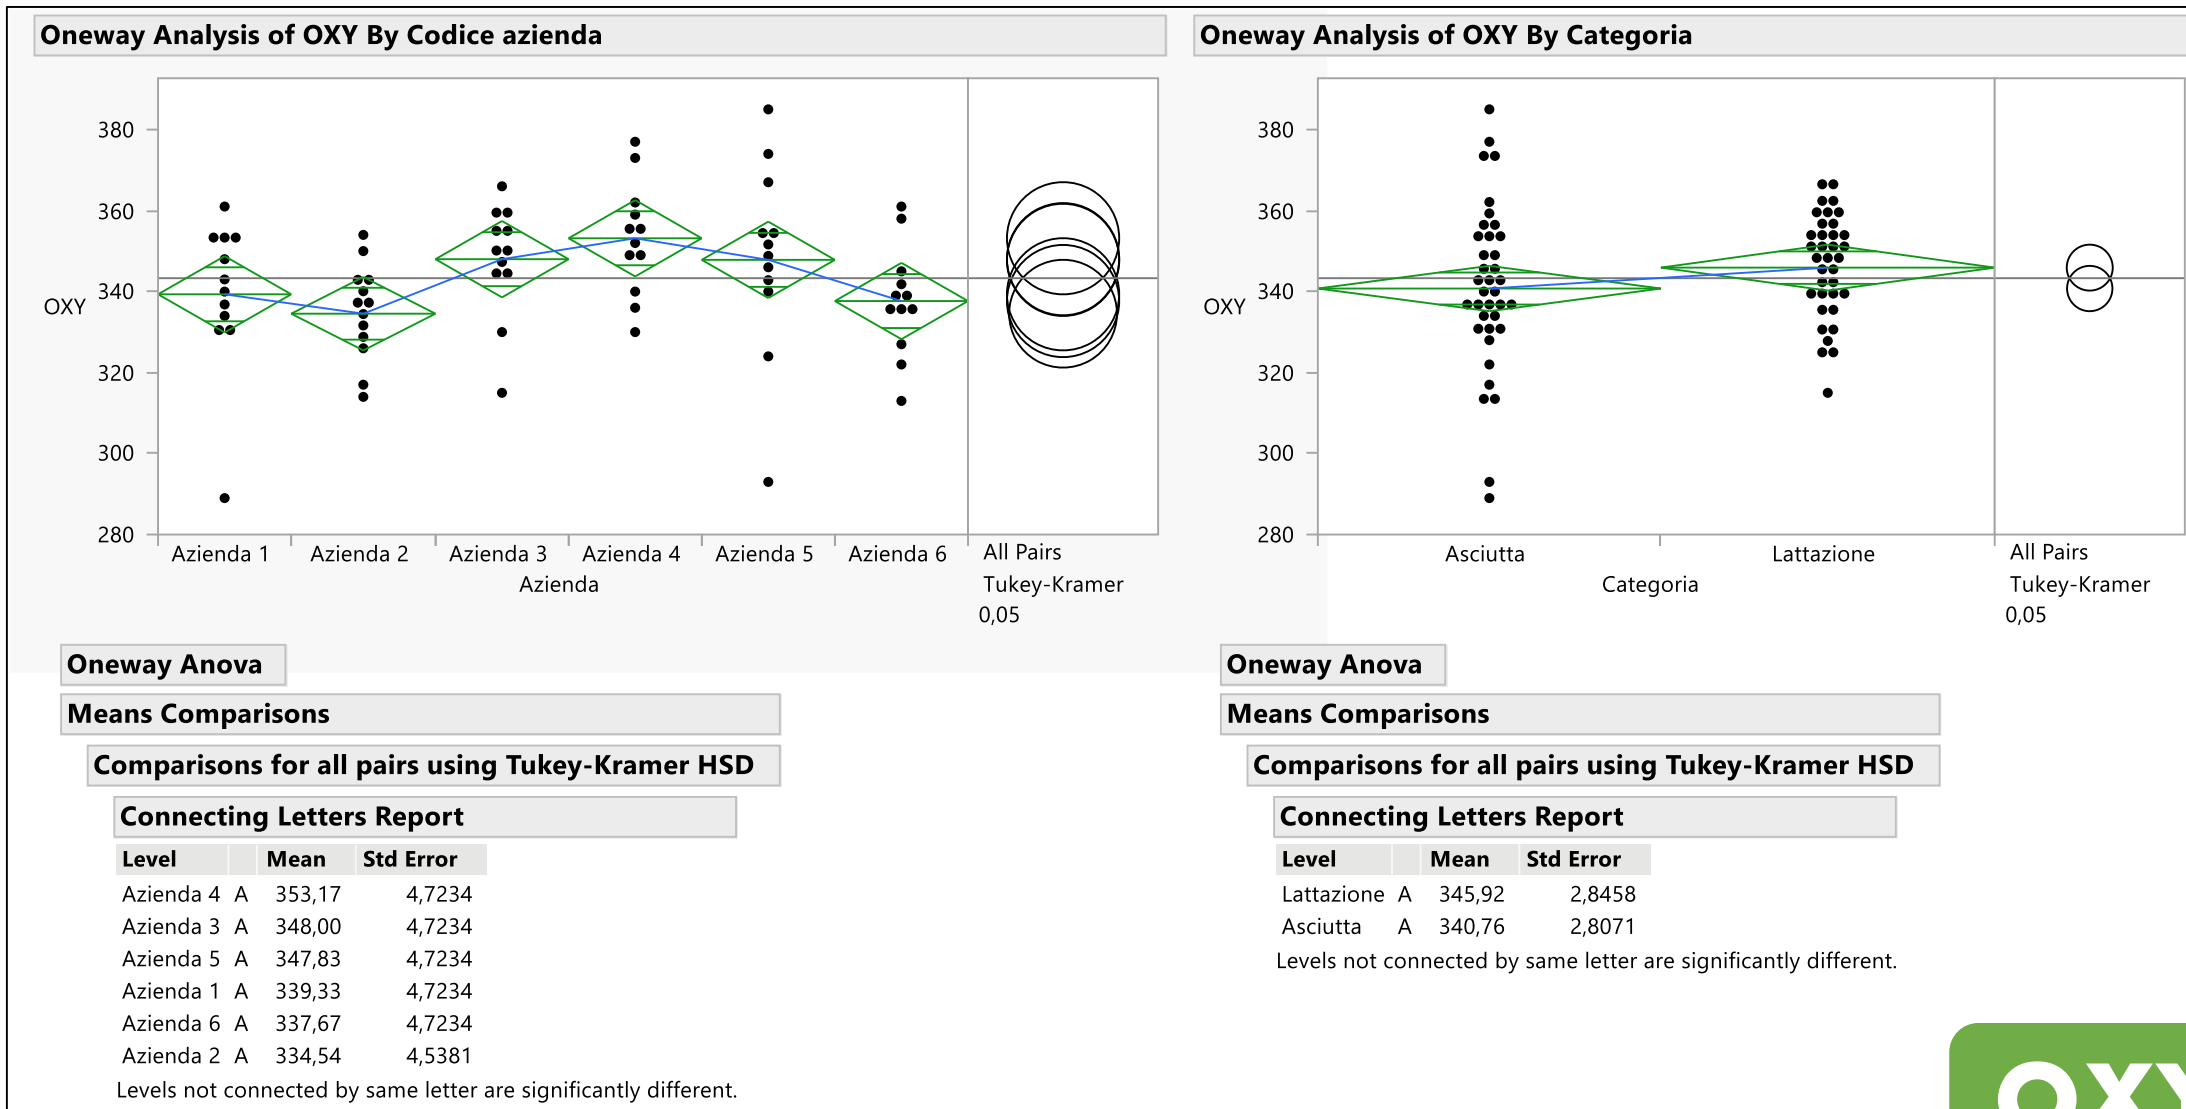 Oneway Analysis of OXY By Codice azienda
380
360
340
320
300
280
OXY
Azienda 1 Azienda 2 Azienda 3 Azienda 4 Azienda 5 Azienda 6
Azienda
All Pairs
Tukey-Kramer
0,05
Oneway Anova
Means Comparisons
Comparisons for all pairs using Tukey-Kramer HSD
Connecting Letters Report
Level Mean Std Error
Azienda 4 A 353,17 4,7234
Azienda 3 A 348,00 4,7234
Azienda 5 A 347,83 4,7234
Azienda 1 A 339,33 4,7234
Azienda 6 A 337,67 4,7234
Azienda 2 A 334,54 4,5381
Levels not connected by same letter are significantly different.
Oneway Analysis of OXY By Categoria
380
360
340
320
300
280
OXY
Asciutta Lattazione
Categoria
All Pairs
Tukey-Kramer
0,05
Oneway Anova
Means Comparisons
Comparisons for all pairs using Tukey-Kramer HSD
Connecting Letters Report
Level Mean Std Error
Lattazione A 345,92 2,8458
Asciutta A 340,76 2,8071
Levels not connected by same letter are significantly different.
OXY